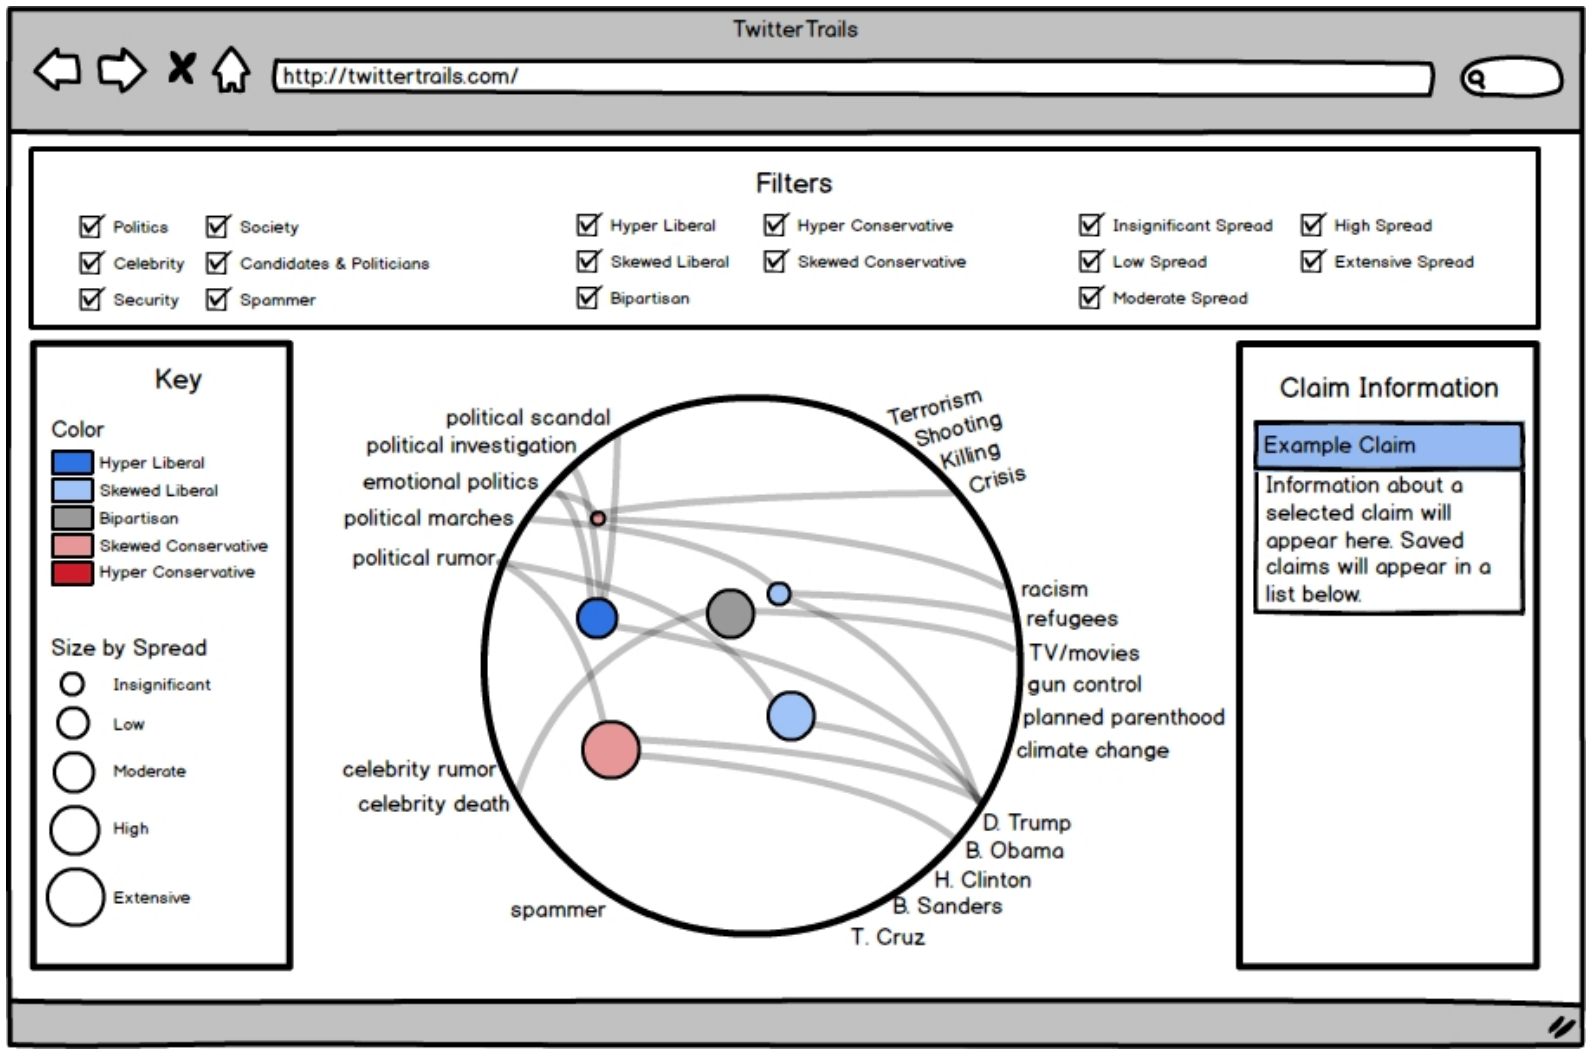 TwitterTrails
http://twittertrails.com/
Filters
Politics
Society
Celebrity
Candidates & Politicians
Security
Spammer
Hyper Liberal
Hyper Conservative
Skewed Liberal
Skewed Conservative
Bipartisan
Insignificant Spread
High Spread
Low Spread
Extensive Spread
Moderate Spread
Key
Color
Hyper Liberal
Skewed Liberal
Bipartisan
Skewed Conservative
Hyper Conservative
Size by Spread
Insignificant
Low
Moderate
High
Extensive
political scandal
political investigation
emotional politics
political marches
political rumor
celebrity rumor
celebrity death
spammer
Terrorism
Shooting
Killing
Crisis
racism
refugees
TV/movies
gun control
planned parenthood
climate change
D. Trump
B. Obama
H. Clinton
B. Sanders
T. Cruz
Claim Information
Example Claim
Information about a
selected claim will
appear here. Saved
claims will appear in a
list below.